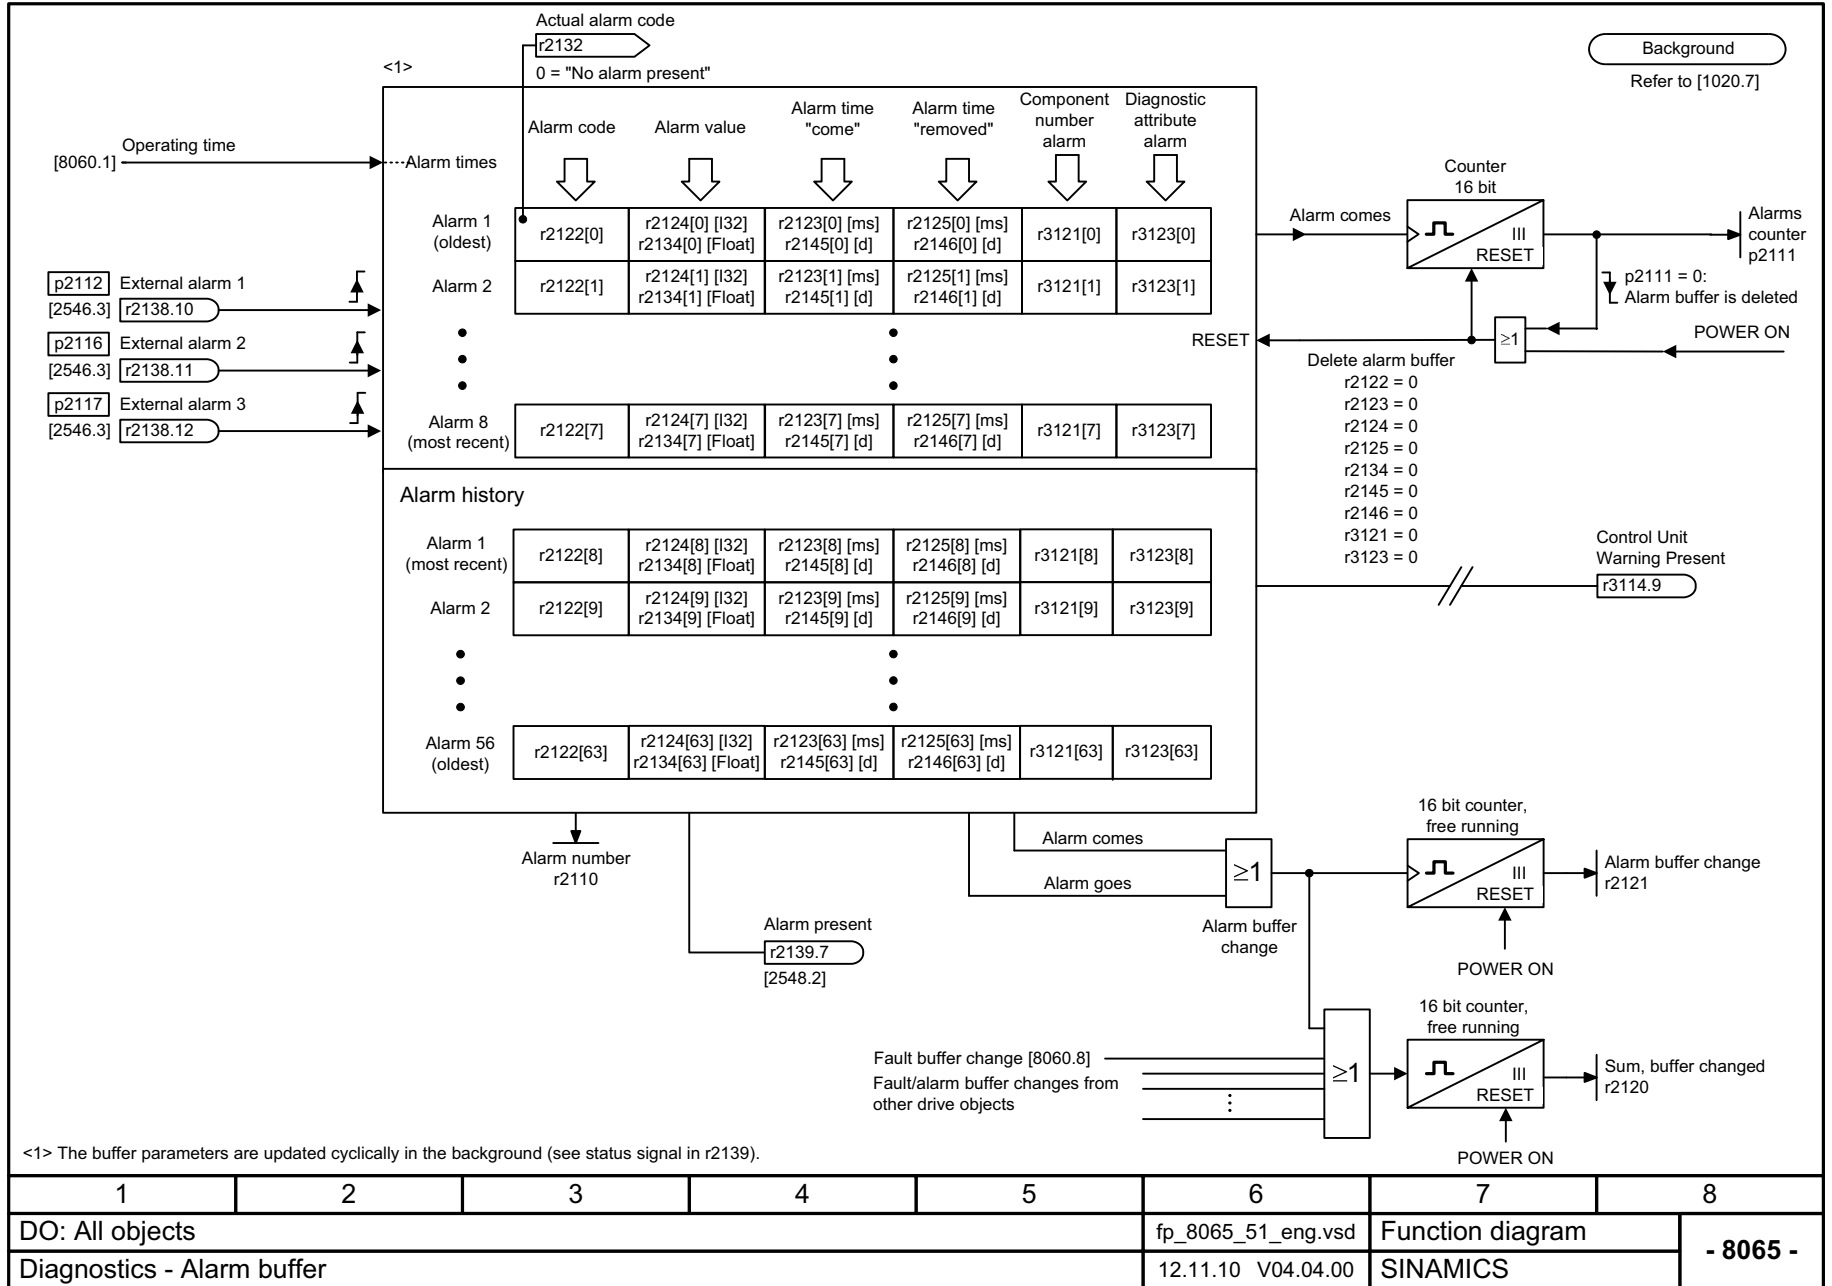 Actual alarm code
r2132
0 = "No alarm present"
<1>
Background
Refer to [1020.7]
Operating time
[8060.1]
Alarm times
Alarm code
Alarm value
Alarm time
"come"
Alarm time
"removed"
Component
number
alarm
Diagnostic
attribute
alarm
Alarm 1
(oldest)
r2122[0]
r2124[0] [I32]
r2134[0] [Float]
r2123[0] [ms]
r2145[0] [d]
r2125[0] [ms]
r2146[0] [d]
r3121[0]
r3123[0]
Alarm 2
r2122[1]
r2124[1] [I32]
r2134[1] [Float]
r2123[1] [ms]
r2145[1] [d]
r2125[1] [ms]
r2146[1] [d]
r3121[1]
r3123[1]
Alarm 8
(most recent)
r2122[7]
r2124[7] [I32]
r2134[7] [Float]
r2123[7] [ms]
r2145[7] [d]
r2125[7] [ms]
r2146[7] [d]
r3121[7]
r3123[7]
p2112 External alarm 1
[2546.3] r2138.10
p2116 External alarm 2
[2546.3] r2138.11
p2117 External alarm 3
[2546.3] r2138.12
Alarm comes
Counter
16 bit
III
RESET
Alarms
counter
p2111
p2111 = 0:
Alarm buffer is deleted
≥1
POWER ON
RESET
Delete alarm buffer
r2122 = 0
r2123 = 0
r2124 = 0
r2125 = 0
r2134 = 0
r2145 = 0
r2146 = 0
r3121 = 0
r3123 = 0
Control Unit
Warning Present
r3114.9
Alarm history
Alarm 1
(most recent)
r2122[8]
r2124[8] [I32]
r2134[8] [Float]
r2123[8] [ms]
r2145[8] [d]
r2125[8] [ms]
r2146[8] [d]
r3121[8]
r3123[8]
Alarm 2
r2122[9]
r2124[9] [I32]
r2134[9] [Float]
r2123[9] [ms]
r2145[9] [d]
r2125[9] [ms]
r2146[9] [d]
r3121[9]
r3123[9]
Alarm 56
(oldest)
r2122[63]
r2124[63] [I32]
r2134[63] [Float]
r2123[63] [ms]
r2145[63] [d]
r2125[63] [ms]
r2146[63] [d]
r3121[63]
r3123[63]
Alarm number
r2110
Alarm present
r2139.7
[2548.2]
Alarm comes
Alarm goes
≥1
Alarm buffer
change
16 bit counter,
free running
III
RESET
POWER ON
Alarm buffer change
r2121
Fault buffer change [8060.8]
Fault/alarm buffer changes from
other drive objects
≥1
16 bit counter,
free running
III
RESET
POWER ON
Sum, buffer changed
r2120
<1> The buffer parameters are updated cyclically in the background (see status signal in r2139).
1 2 3 4 5 6 7 8
DO: All objects
fp_8065_51_eng.vsd
Function diagram
- 8065 -
Diagnostics - Alarm buffer
12.11.10 V04.04.00
SINAMICS